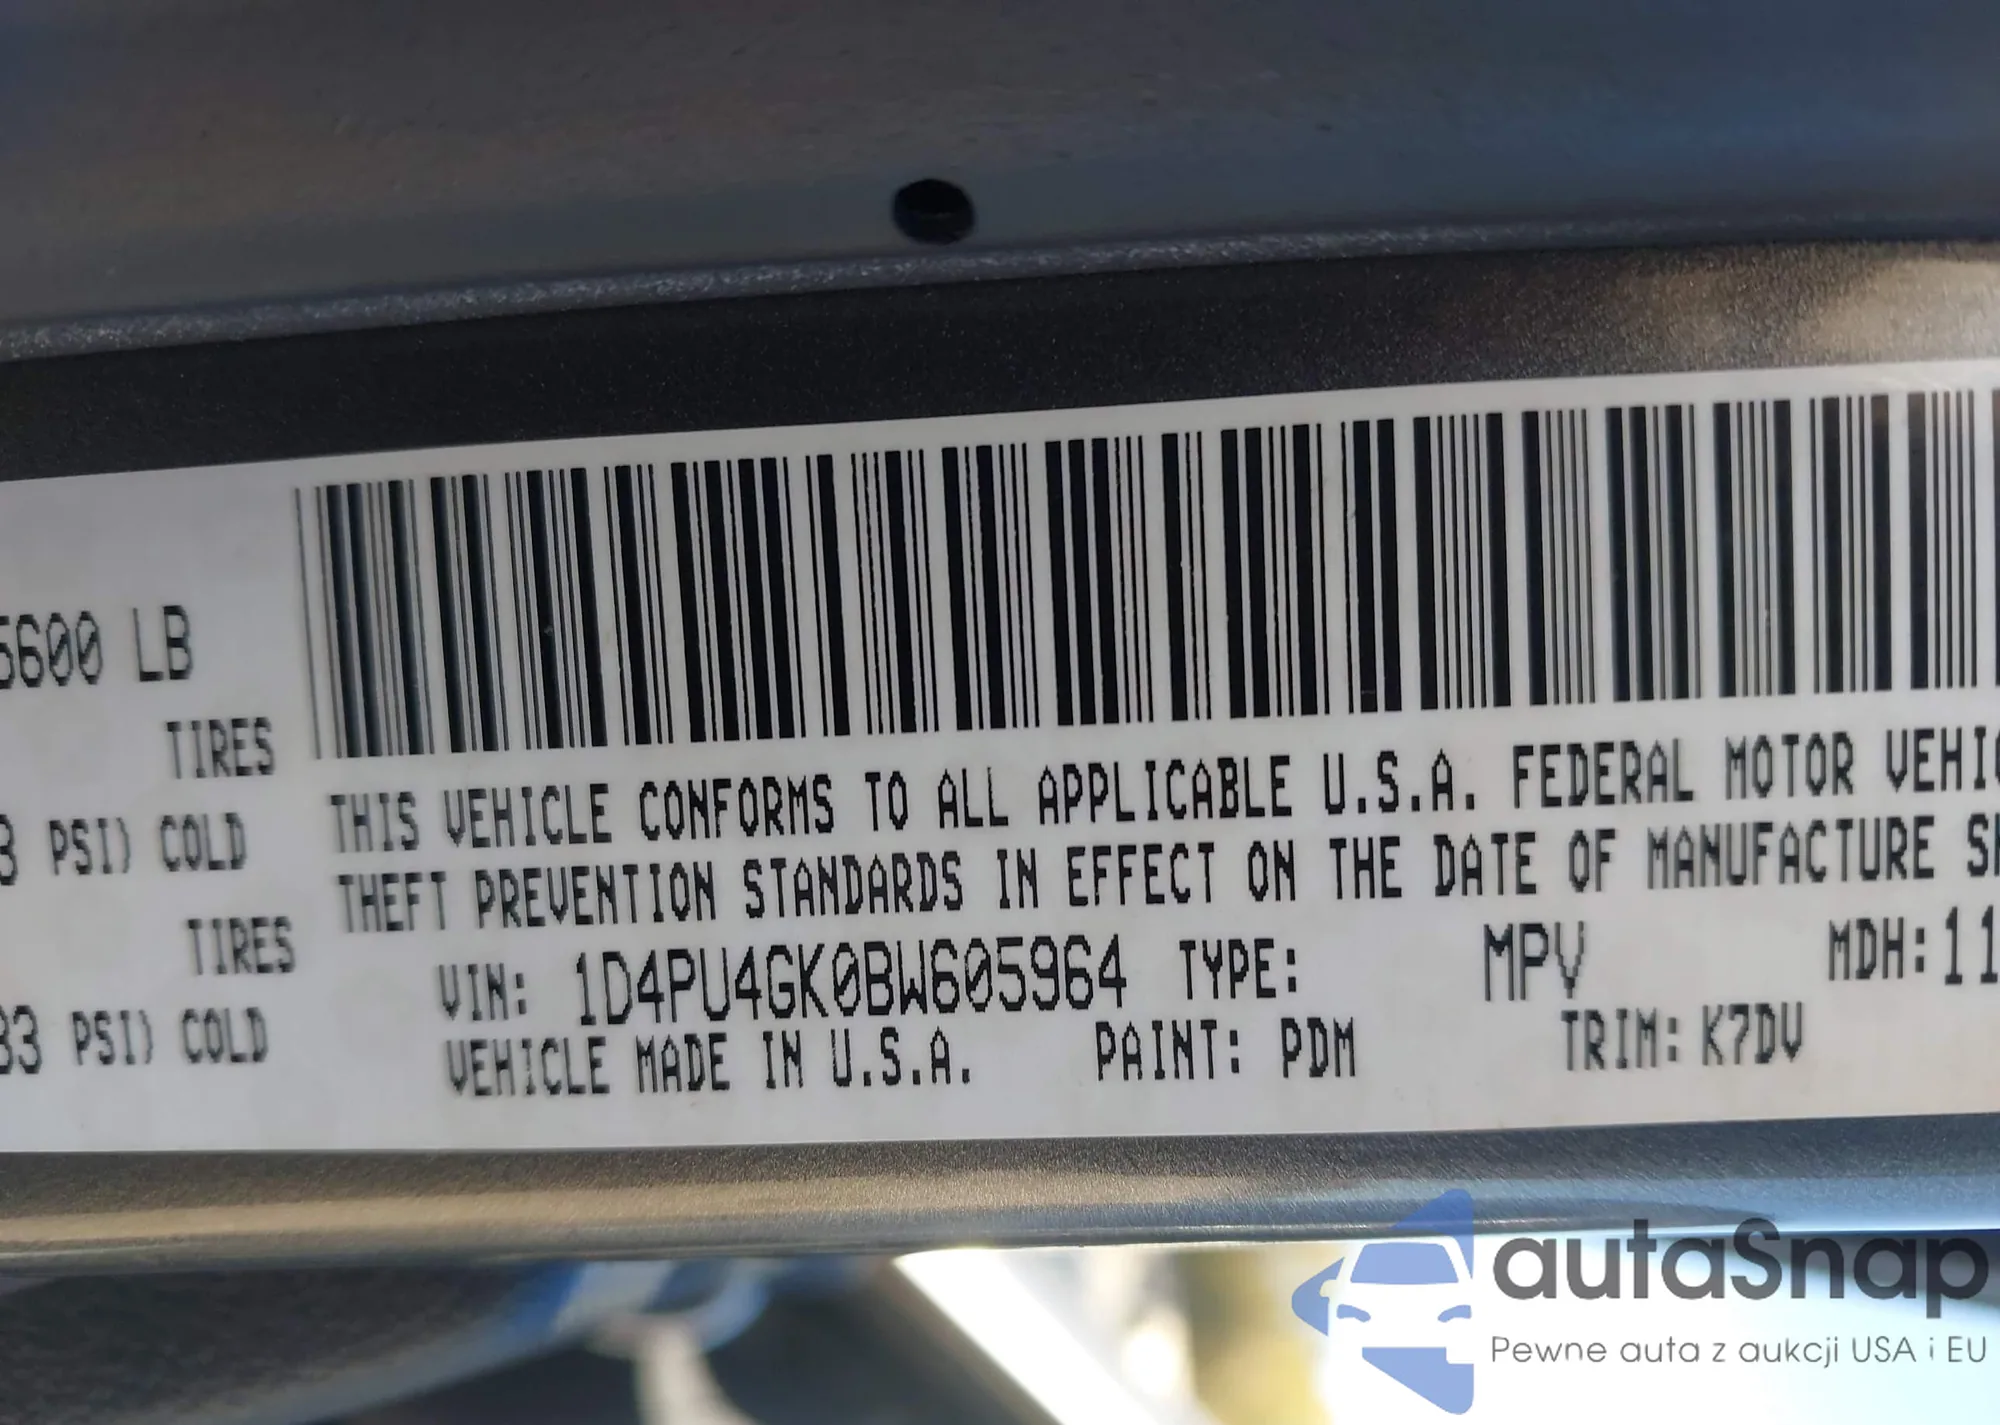 5600 LB
TIRES
3 PSI) COLD
TIRES
33 PSI) COLD
THIS VEHICLE CONFORMS TO ALL APPLICABLE U.S.A. FEDERAL MOTOR VEHIC
THEFT PREVENTION STANDARDS IN EFFECT ON THE DATE OF MANUFACTURE SH
VIN: 1D4PU4GK0BW605964 TYPE: MPV MDH: 11
VEHICLE MADE IN U.S.A. PAINT: PDM TRIM: K7DV
autaSnap
Pewne auta z aukcji USA i EU